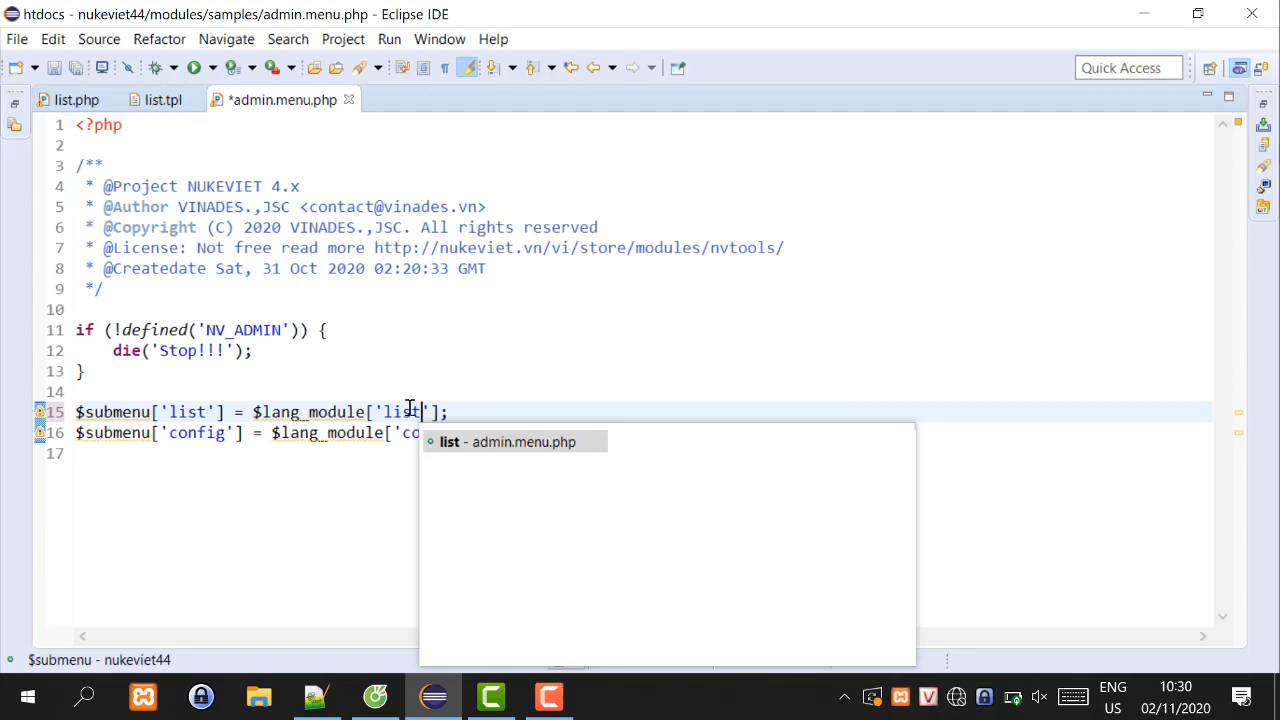 htdocs - nukeviet44/modules/samples/admin.menu.php - Eclipse IDE
File Edit Source Refactor Navigate Search Project Run Window Help
Quick Access
list.php list.tpl *admin.menu.php
1 <?php
2
3 /**
4 * @Project NUKEVIET 4.x
5 * @Author VINADES.,JSC <contact@vinades.vn>
6 * @Copyright (C) 2020 VINADES.,JSC. All rights reserved
7 * @License: Not free read more http://nukeviet.vn/vi/store/modules/nvtools/
8 * @Createdate Sat, 31 Oct 2020 02:20:33 GMT
9 */
10
11 if (!defined('NV_ADMIN')) {
12 die('Stop!!!');
13 }
14
15 $submenu['list'] = $lang_module['list'];
16 $submenu['config'] = $lang_module['co
list - admin.menu.php
17
$submenu - nukeviet44
ENG 10:30
US 02/11/2020